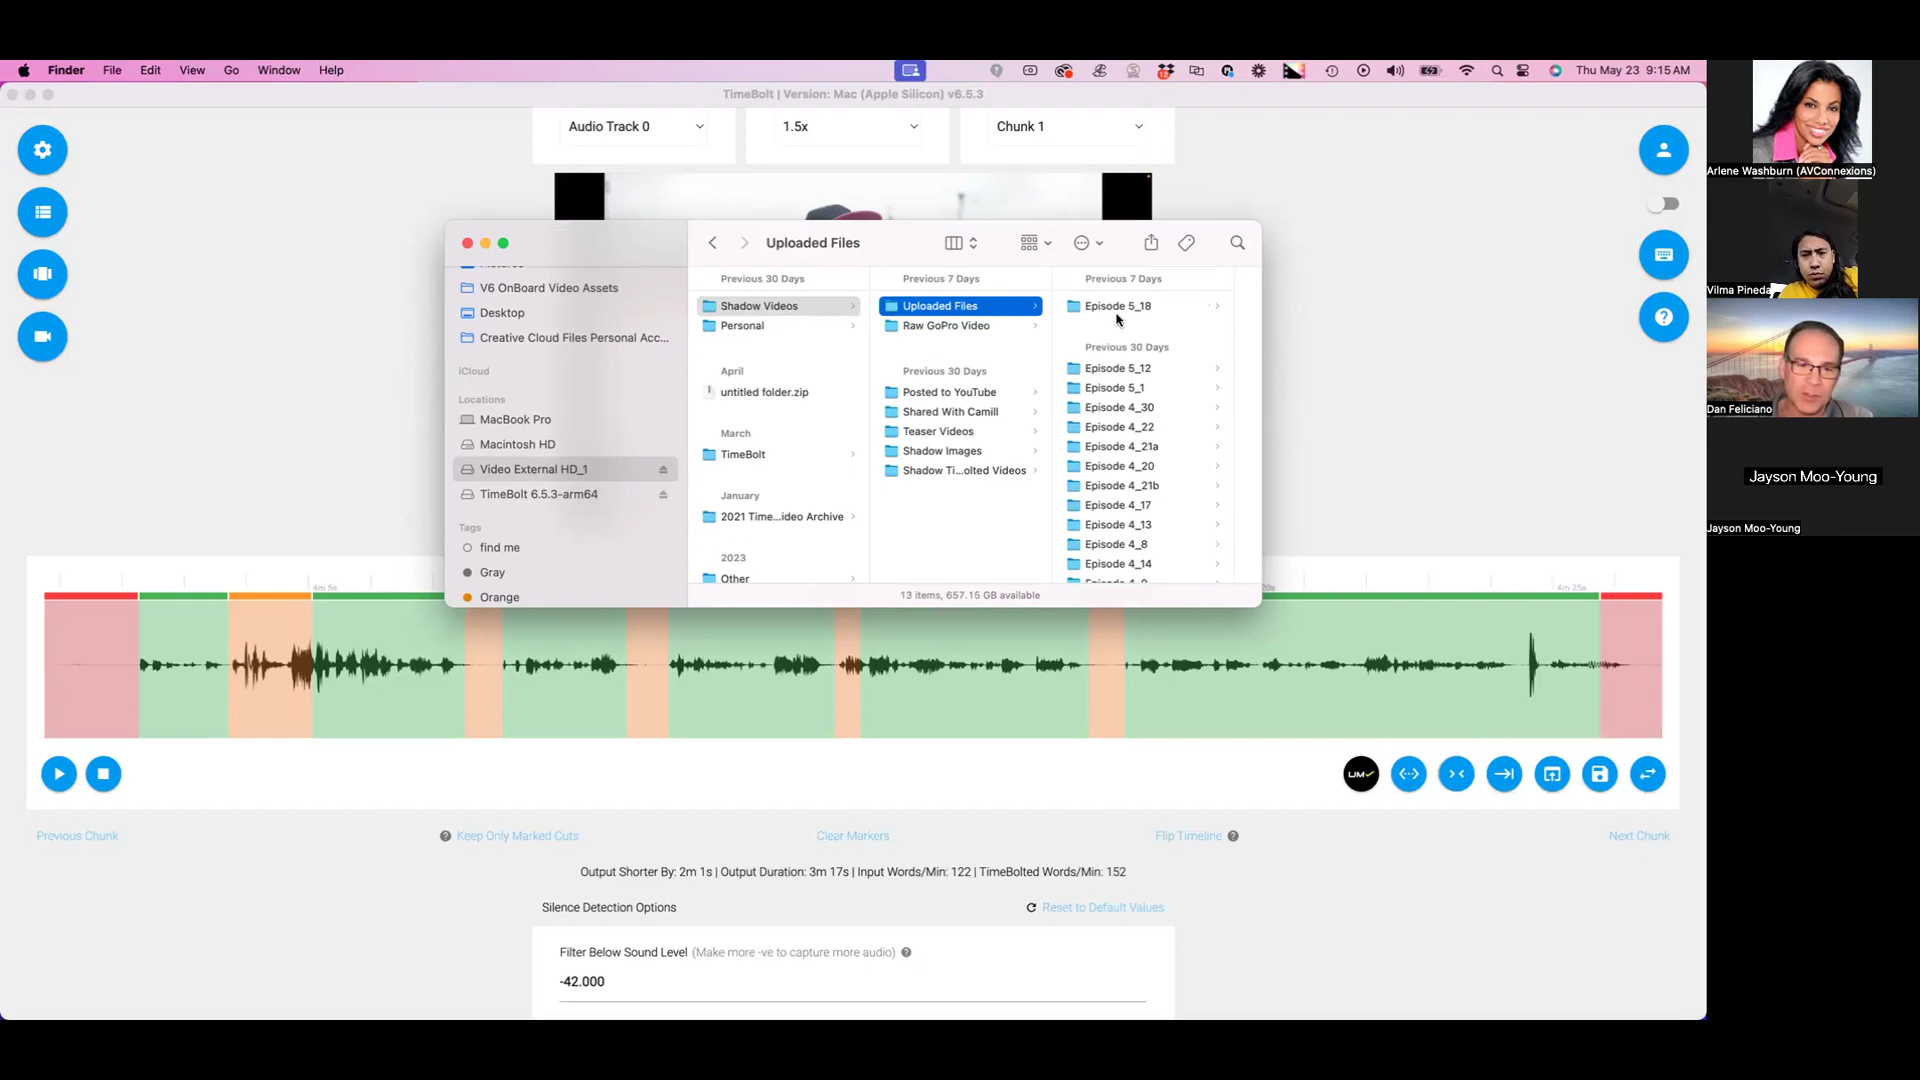 Finder File Edit View Go Window Help
12
Thu May 23 9:15 AM
TimeBolt | Version: Mac (Apple Silicon) v6.5.3
Audio Track 0
1.5x
Chunk 1
Uploaded Files
V6 OnBoard Video Assets
Desktop
Creative Cloud Files Personal Acc...
iCloud
Locations
MacBook Pro
Macintosh HD
Video External HD_1
TimeBolt 6.5.3-arm64
Tags
find me
Gray
Orange
Previous 30 Days
Shadow Videos
Personal
April
untitled folder.zip
March
TimeBolt
January
2021 Time...ideo Archive
2023
Other
Previous 7 Days
Uploaded Files
Raw GoPro Video
Previous 30 Days
Posted to YouTube
Shared With Camill
Teaser Videos
Shadow Images
Shadow Ti...olted Videos
Previous 7 Days
Episode 5_18
Previous 30 Days
Episode 5_12
Episode 5_1
Episode 4_30
Episode 4_22
Episode 4_21a
Episode 4_20
Episode 4_21b
Episode 4_17
Episode 4_13
Episode 4_8
Episode 4_14
13 items, 657.15 GB available
4m 5s
4m 25s
UM
Previous Chunk
Keep Only Marked Cuts
Clear Markers
Flip Timeline
Next Chunk
Output Shorter By: 2m 1s | Output Duration: 3m 17s | Input Words/Min: 122 | TimeBolted Words/Min: 152
Silence Detection Options
Reset to Default Values
Filter Below Sound Level (Make more -ve to capture more audio)
-42.000
Arlene Washburn (AVConnexions)
Vilma Pineda
Dan Feliciano
Jayson Moo-Young
Jayson Moo-Young